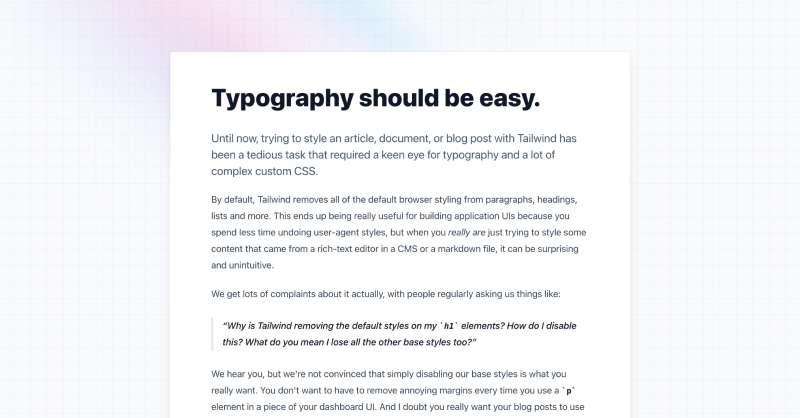 Typography should be easy.
Until now, trying to style an article, document, or blog post with Tailwind has
been a tedious task that required a keen eye for typography and a lot of
complex custom CSS.
By default, Tailwind removes all of the default browser styling from paragraphs, headings,
lists and more. This ends up being really useful for building application UIs because you
spend less time undoing user-agent styles, but when you really are just trying to style some
content that came from a rich-text editor in a CMS or a markdown file, it can be surprising
and unintuitive.
We get lots of complaints about it actually, with people regularly asking us things like:
“Why is Tailwind removing the default styles on my `h1` elements? How do I disable
this? What do you mean I lose all the other base styles too?”
We hear you, but we’re not convinced that simply disabling our base styles is what you
really want. You don’t want to have to remove annoying margins every time you use a `p`
element in a piece of your dashboard UI. And I doubt you really want your blog posts to use